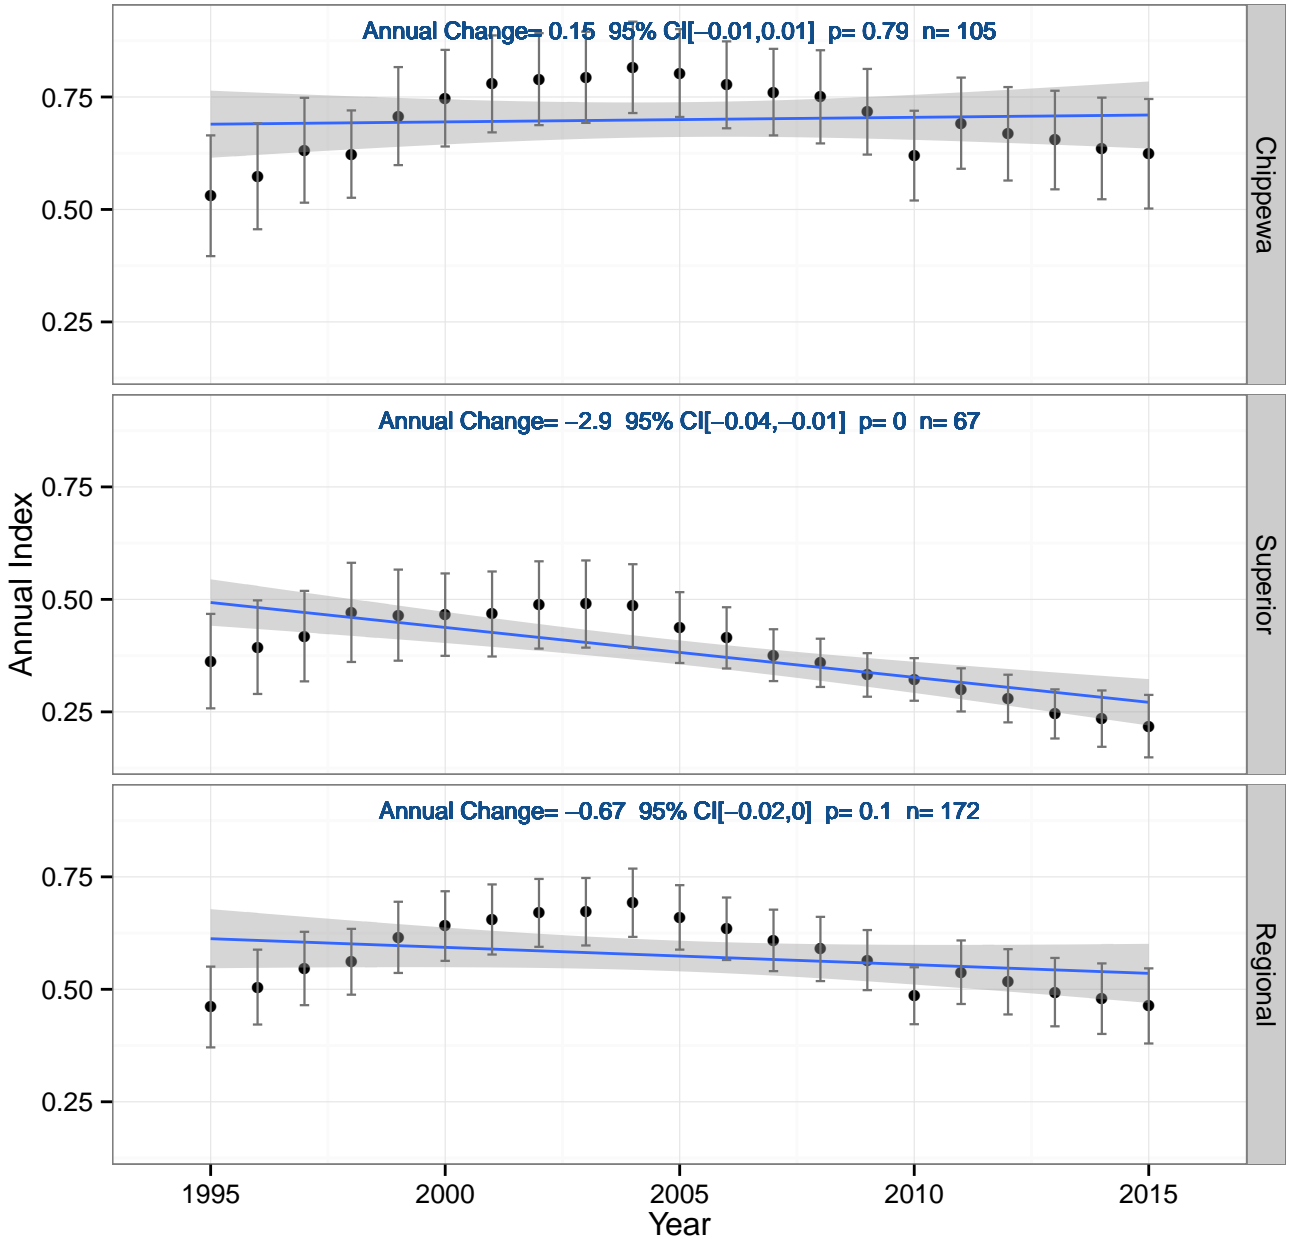 Annual Change= 0.15 95% CI[−0.01,0.01] p= 0.79 n= 105
0.75
0.50
0.25
Chippewa
Annual Change= −2.9 95% CI[−0.04,−0.01] p= 0 n= 67
0.75
0.50
0.25
Superior
Annual Index
Annual Change= −0.67 95% CI[−0.02,0] p= 0.1 n= 172
0.75
0.50
0.25
Regional
1995 2000 2005 2010 2015
Year